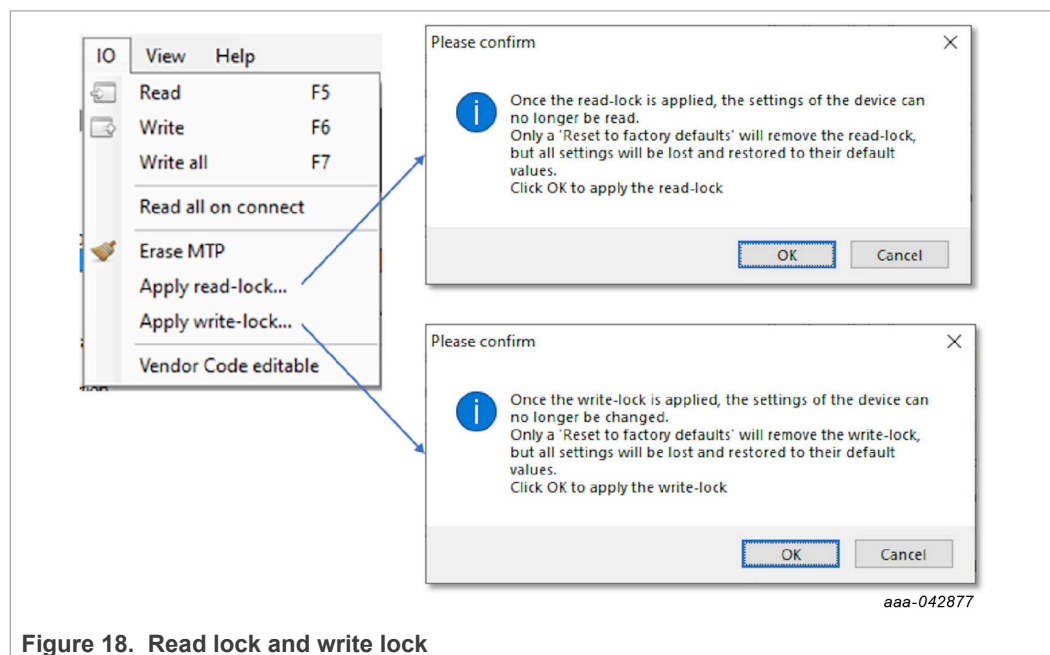 IO View Help
Read F5
Write F6
Write all F7
Read all on connect
Erase MTP
Apply read-lock...
Apply write-lock...
Vendor Code editable
Please confirm
Once the read-lock is applied, the settings of the device can
no longer be read.
Only a 'Reset to factory defaults' will remove the read-lock,
but all settings will be lost and restored to their default
values.
Click OK to apply the read-lock
OK Cancel
Please confirm
Once the write-lock is applied, the settings of the device can
no longer be changed.
Only a 'Reset to factory defaults' will remove the write-lock,
but all settings will be lost and restored to their default
values.
Click OK to apply the write-lock
OK Cancel
aaa-042877
Figure 18. Read lock and write lock